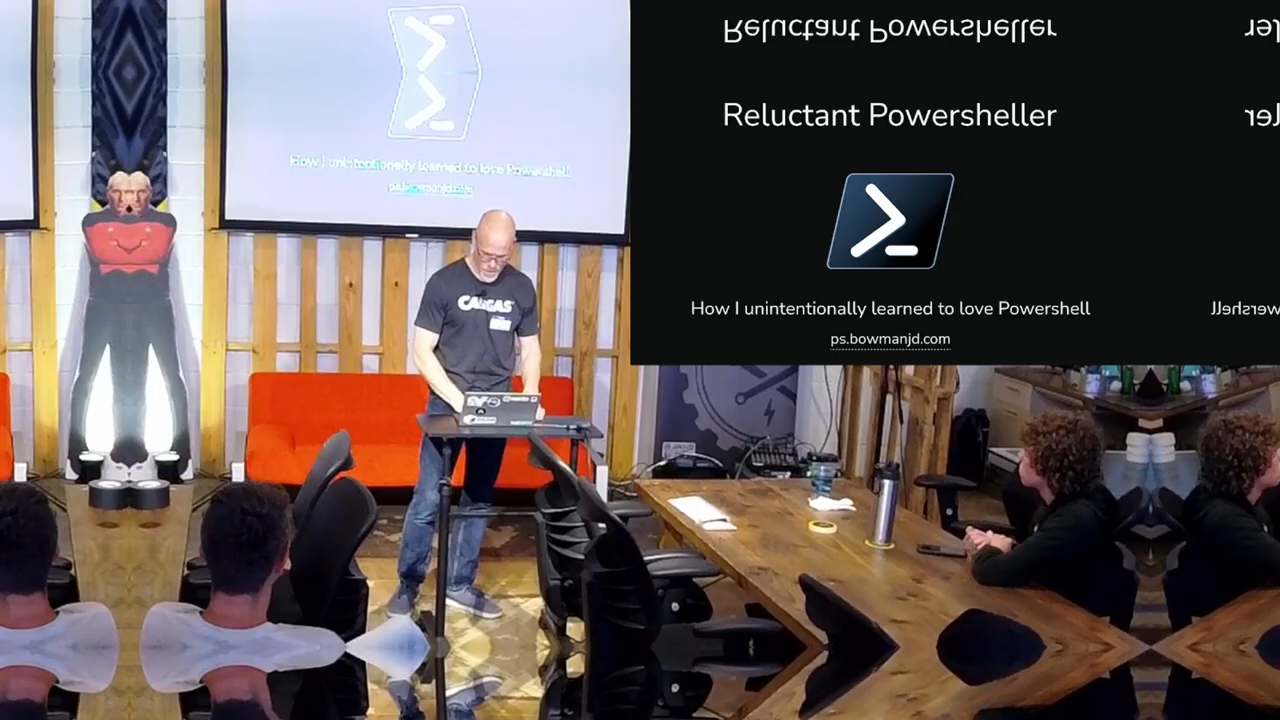 How I unintentionally learned to love Powershell
ps.bowmanjd.com
CARGAS
Reluctant Powersheller
Reluctant Powersheller
How I unintentionally learned to love Powershell
ps.bowmanjd.com